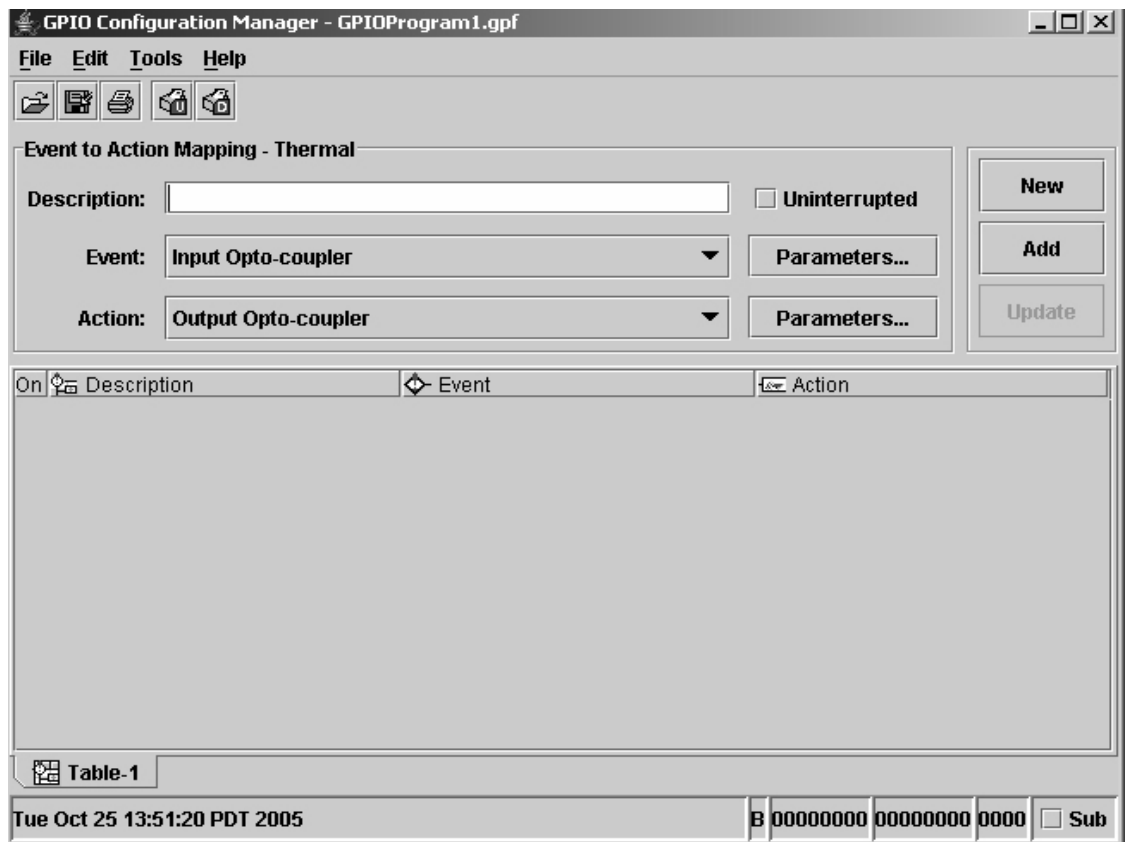 GPIO Configuration Manager - GPIOProgram1.gpf
File Edit Tools Help
Event to Action Mapping - Thermal
Description:
Uninterrupted
New
Event:
Input Opto-coupler
Parameters...
Add
Action:
Output Opto-coupler
Parameters...
Update
On Description Event Action
Table-1
Tue Oct 25 13:51:20 PDT 2005 B 00000000 00000000 0000 Sub